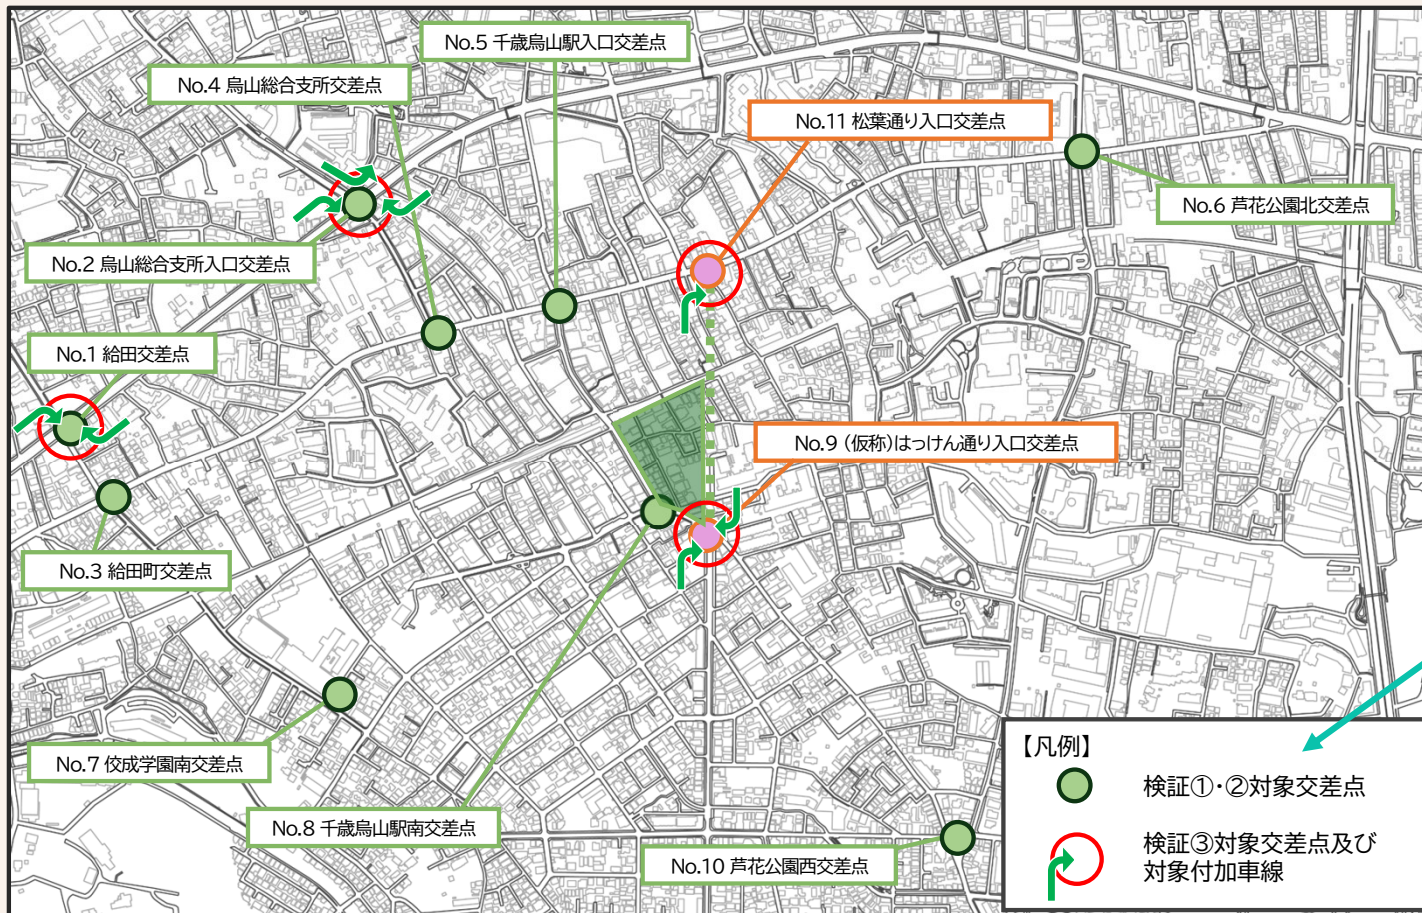 No.5 千歳烏山駅入口交差点
No.4 烏山総合支所交差点
No.11 松葉通り入口交差点
No.6 芦花公園北交差点
No.2 烏山総合支所入口交差点
No.1 給田交差点
No.9 (仮称)はっけん通り入口交差点
No.3 給田町交差点
No.7 佼成学園南交差点
No.8 千歳烏山駅南交差点
No.10 芦花公園西交差点
【凡例】
検証①・②対象交差点
検証③対象交差点及び
対象付加車線